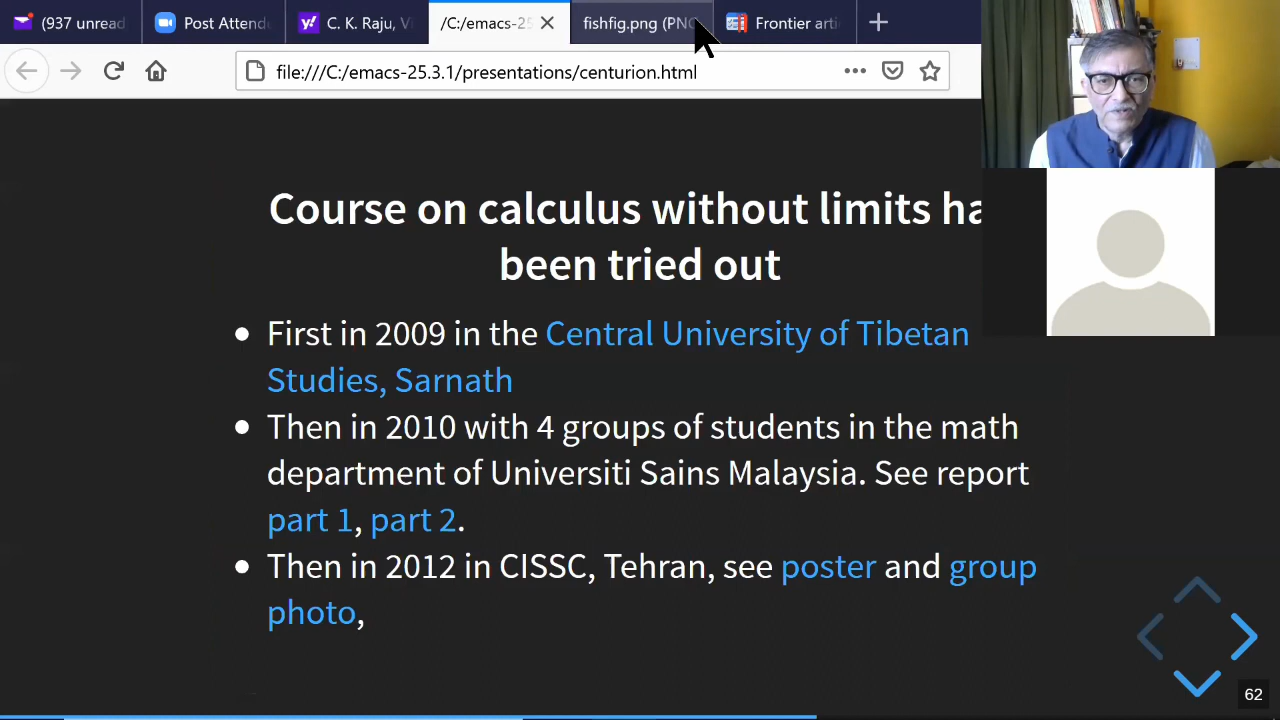 (937 unread
Post Attend
C. K. Raju, V
/C:/emacs-25
fishfig.png (PNG
Frontier arti
file:///C:/emacs-25.3.1/presentations/centurion.html
Course on calculus without limits ha
been tried out
First in 2009 in the Central University of Tibetan
Studies, Sarnath
Then in 2010 with 4 groups of students in the math
department of Universiti Sains Malaysia. See report
part 1, part 2.
Then in 2012 in CISSC, Tehran, see poster and group
photo,
62